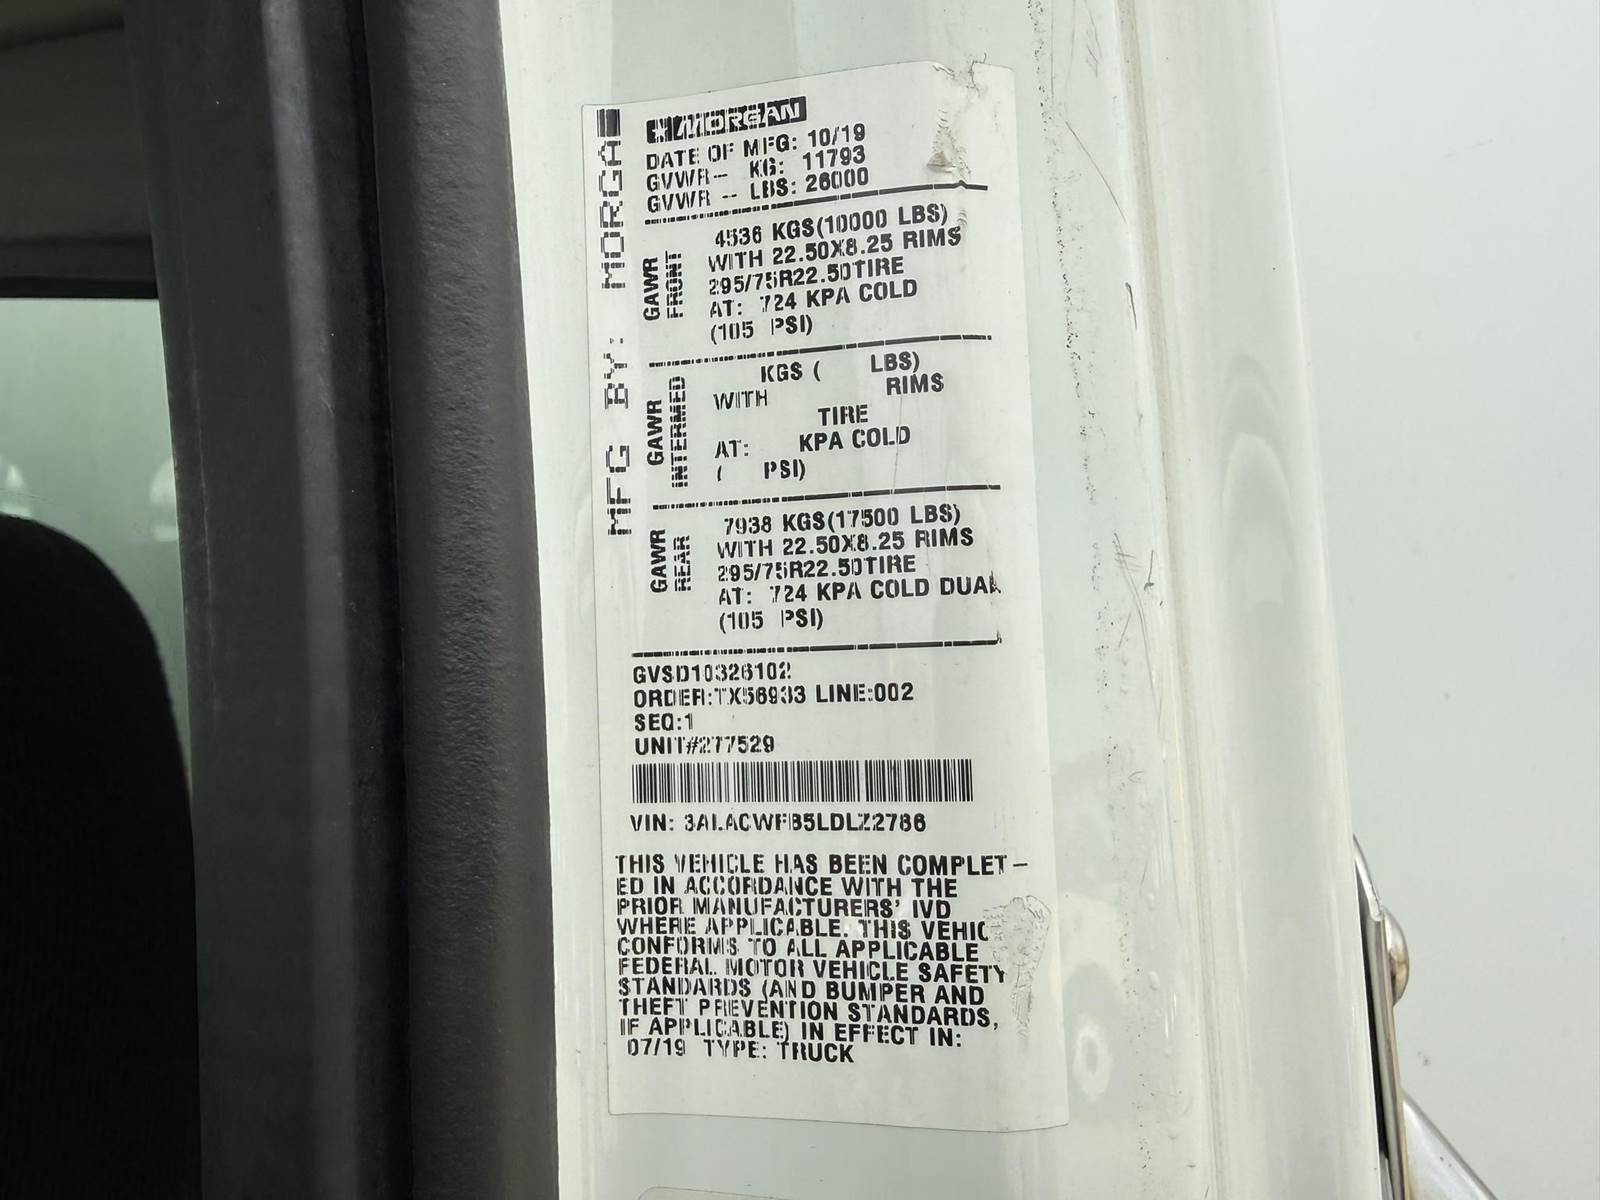 MFG BY: MORGAN
MORGAN
DATE OF MFG: 10/19
GVWR-- KG: 11793
GVWR -- LBS: 26000
GAWR FRONT
4536 KGS(10000 LBS)
WITH 22.50X8.25 RIMS
295/75R22.50TIRE
AT: 724 KPA COLD
(105 PSI)
GAWR INTERMED
KGS ( LBS)
WITH RIMS
TIRE
AT: KPA COLD
( PSI)
GAWR REAR
7938 KGS(17500 LBS)
WITH 22.50X8.25 RIMS
295/75R22.50TIRE
AT: 724 KPA COLD DUAL
(105 PSI)
GVSD10326102
ORDER:TX56933 LINE:002
SEQ:1
UNIT#277529
VIN: 3ALACWFB5LDLZ2786
THIS VEHICLE HAS BEEN COMPLET-
ED IN ACCORDANCE WITH THE
PRIOR MANUFACTURERS' IVD
WHERE APPLICABLE. THIS VEHIC
CONFORMS TO ALL APPLICABLE
FEDERAL MOTOR VEHICLE SAFETY
STANDARDS (AND BUMPER AND
THEFT PREVENTION STANDARDS,
IF APPLICABLE) IN EFFECT IN:
07/19 TYPE: TRUCK